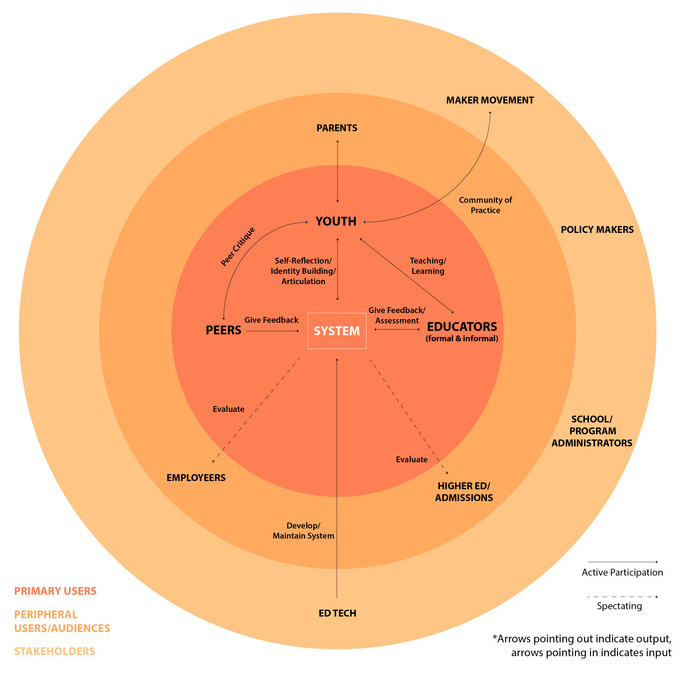 MAKER MOVEMENT
PARENTS
Community of
Practice
YOUTH
POLICY MAKERS
Peer Critique
Self-Reflection/
Identity Building/
Articulation
Teaching/
Learning
Give Feedback
Give Feedback/
Assessment
PEERS
SYSTEM
EDUCATORS
(formal & informal)
Evaluate
SCHOOL/
PROGRAM
ADMINISTRATORS
Evaluate
EMPLOYEERS
HIGHER ED/
ADMISSIONS
Develop/
Maintain System
ED TECH
PRIMARY USERS
PERIPHERAL
USERS/AUDIENCES
STAKEHOLDERS
Active Participation
Spectating
*Arrows pointing out indicate output,
arrows pointing in indicates input